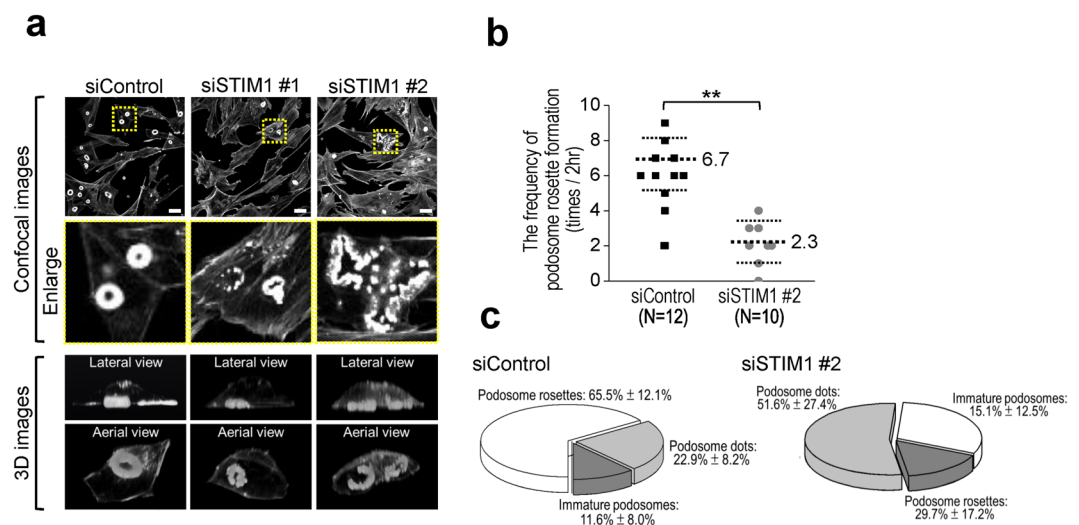 a
siControl
siSTIM1 #1
siSTIM1 #2
Confocal images
Enlarge
Lateral view
Lateral view
Lateral view
Aerial view
Aerial view
Aerial view
3D images
b
The frequency of
podosome rosette formation
(times / 2hr)
10
8
6
4
2
0
**
6.7
2.3
siControl
(N=12)
siSTIM1 #2
(N=10)
c
siControl
Podosome rosettes: 65.5% ± 12.1%
Podosome dots:
22.9% ± 8.2%
Immature podosomes:
11.6% ± 8.0%
siSTIM1 #2
Podosome dots:
51.6% ± 27.4%
Immature podosomes:
15.1% ± 12.5%
Podosome rosettes:
29.7% ± 17.2%